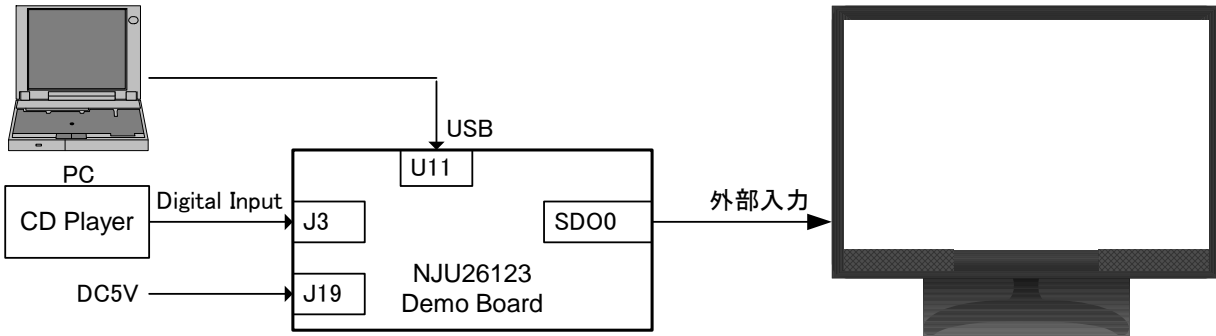 USB
U11
PC
CD Player
Digital Input
J3
SDO0
外部入力
NJU26123
Demo Board
DC5V
J19